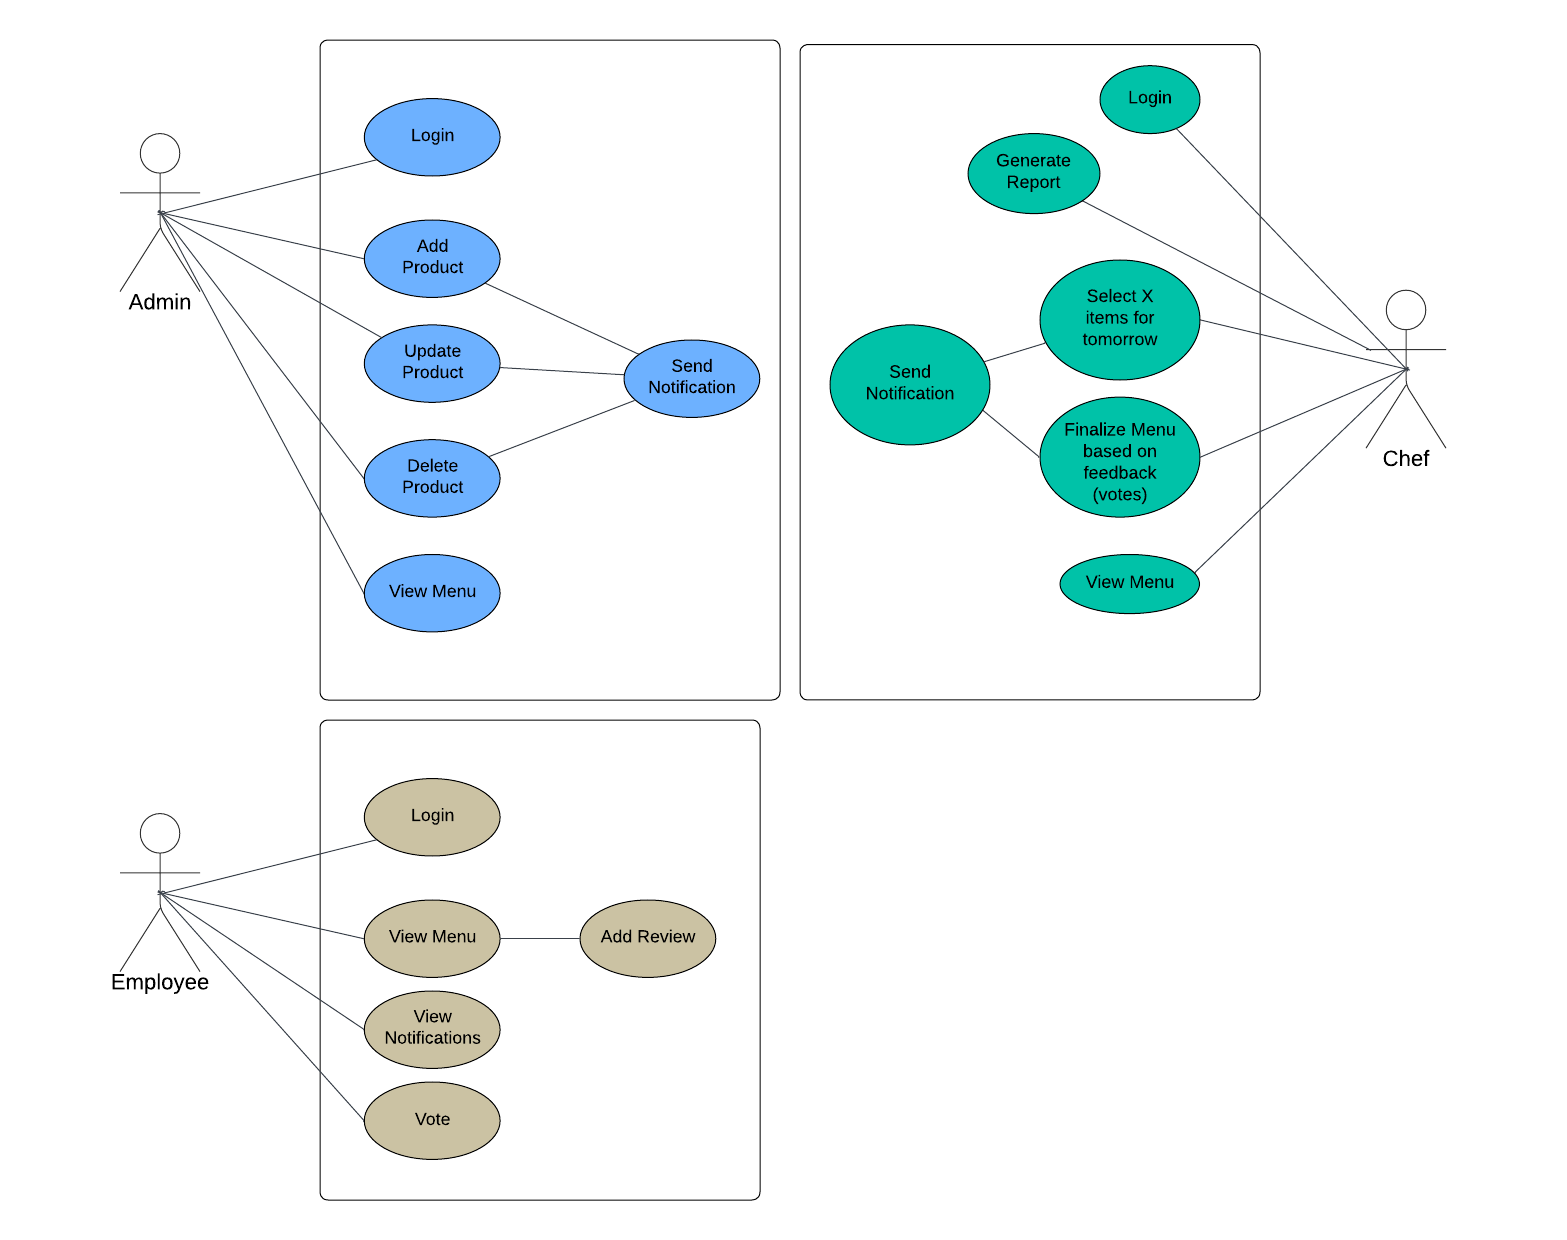 Login
Add
Product
Update
Product
Delete
Product
View Menu
Send
Notification
Admin
Login
Generate
Report
Select X
items for
tomorrow
Send
Notification
Finalize Menu
based on
feedback
(votes)
View Menu
Chef
Login
View Menu
Add Review
View
Notifications
Vote
Employee